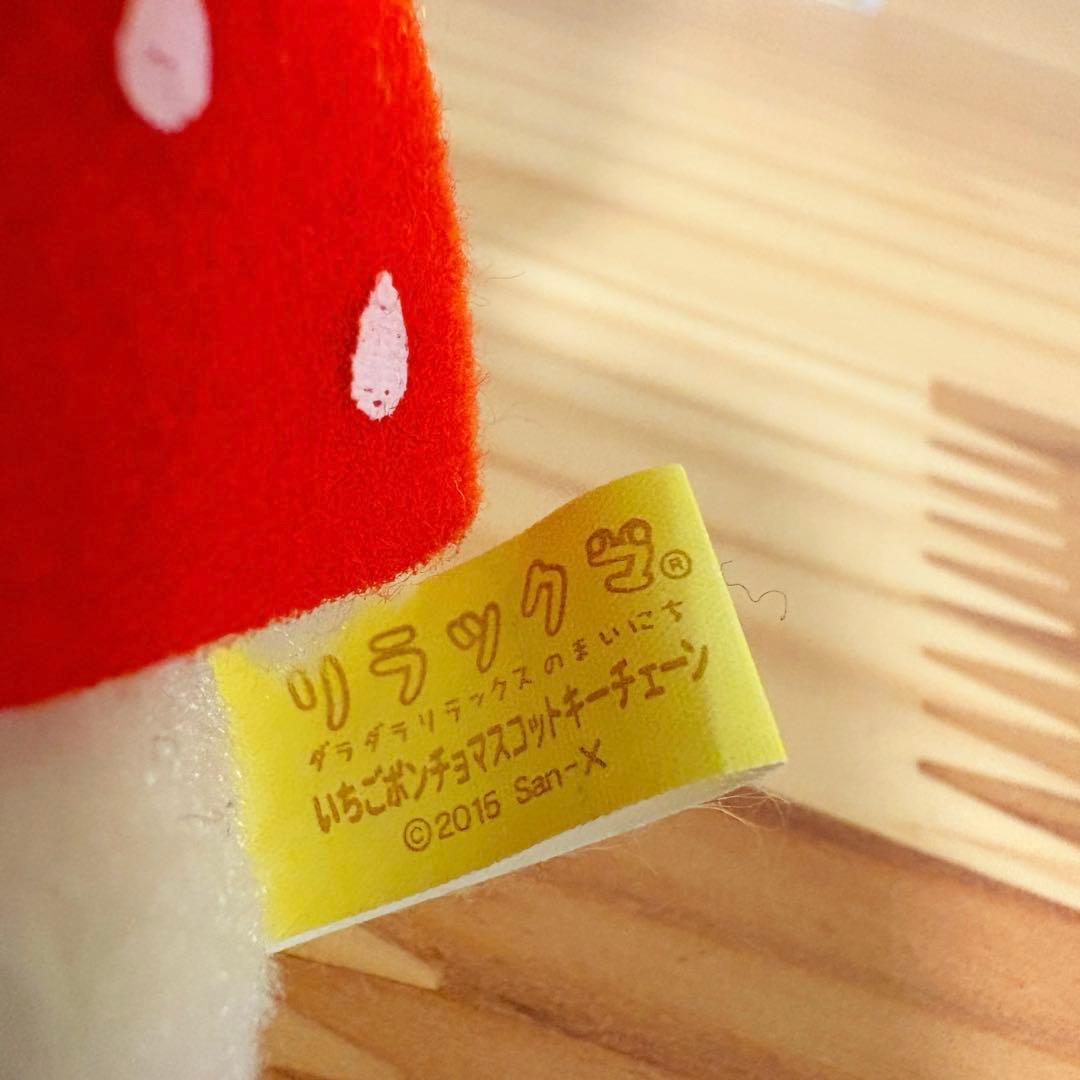 リラックマ®
ダラダラリラックスのまいにち
いちごポンチョマスコットキーチェーン
©2015 San-X